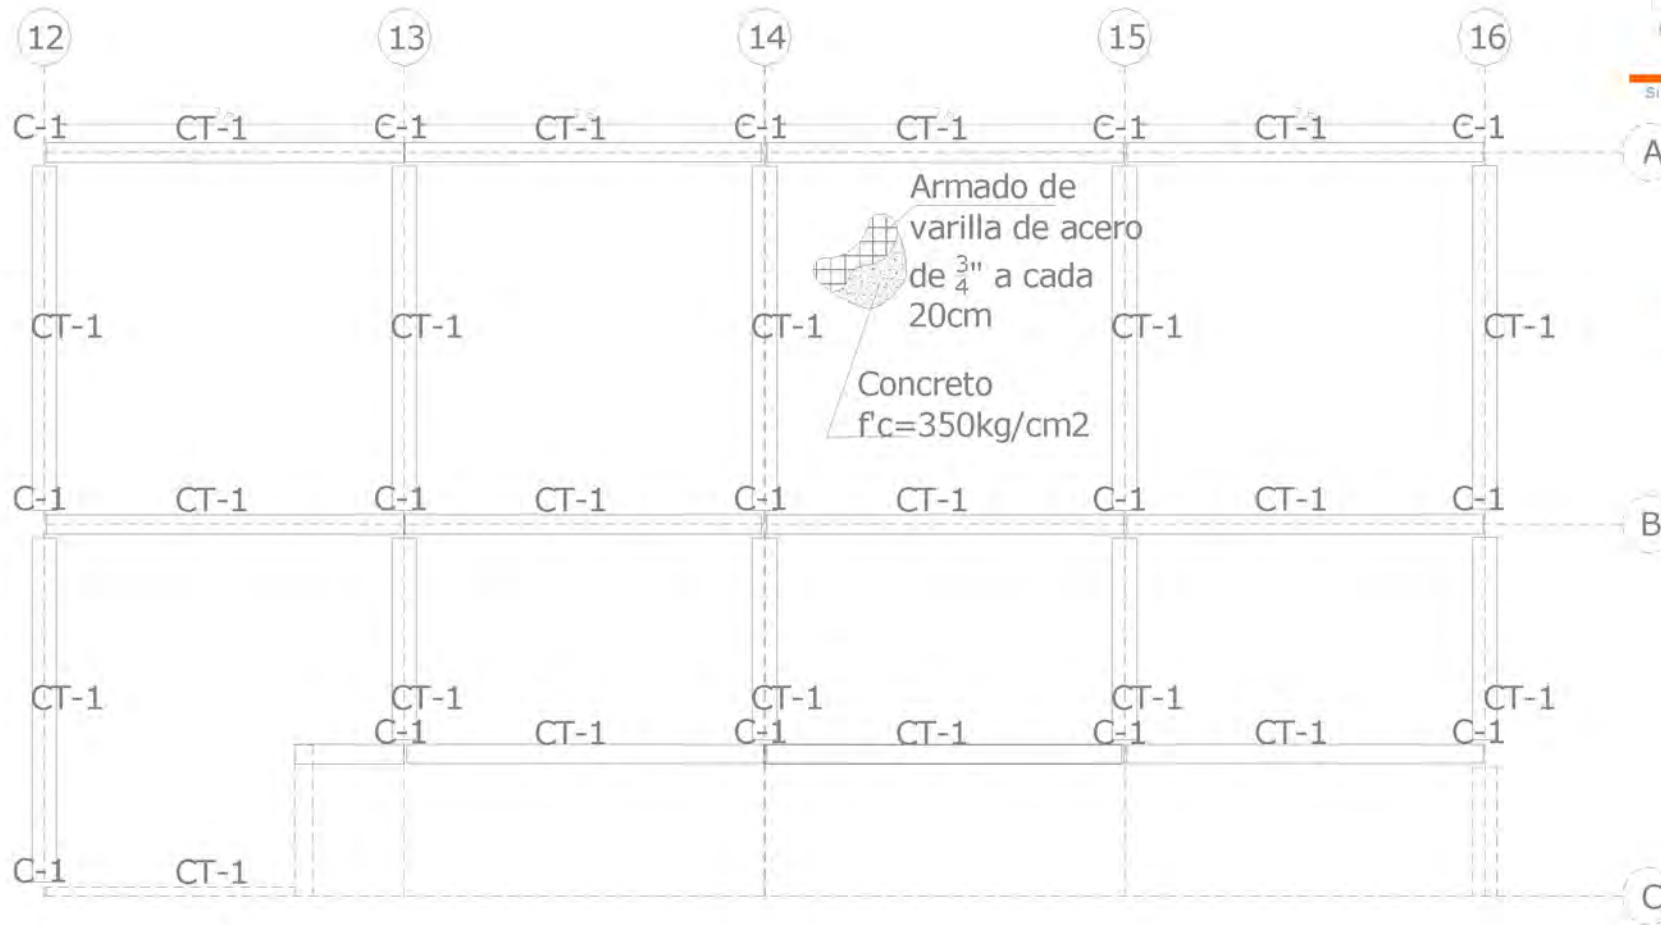 12 13 14 15 16
C-1 CT-1 C-1 CT-1 C-1 CT-1 C-1 CT-1 C-1
A
Armado de
varilla de acero
de 3/4" a cada
20cm
CT-1 CT-1 CT-1 CT-1 CT-1
Concreto
f'c=350kg/cm2
C-1 CT-1 C-1 CT-1 C-1 CT-1 C-1 CT-1 C-1
B
CT-1 CT-1 CT-1 CT-1 CT-1
C-1 CT-1 C-1 CT-1 C-1 CT-1 C-1
C-1 CT-1
C